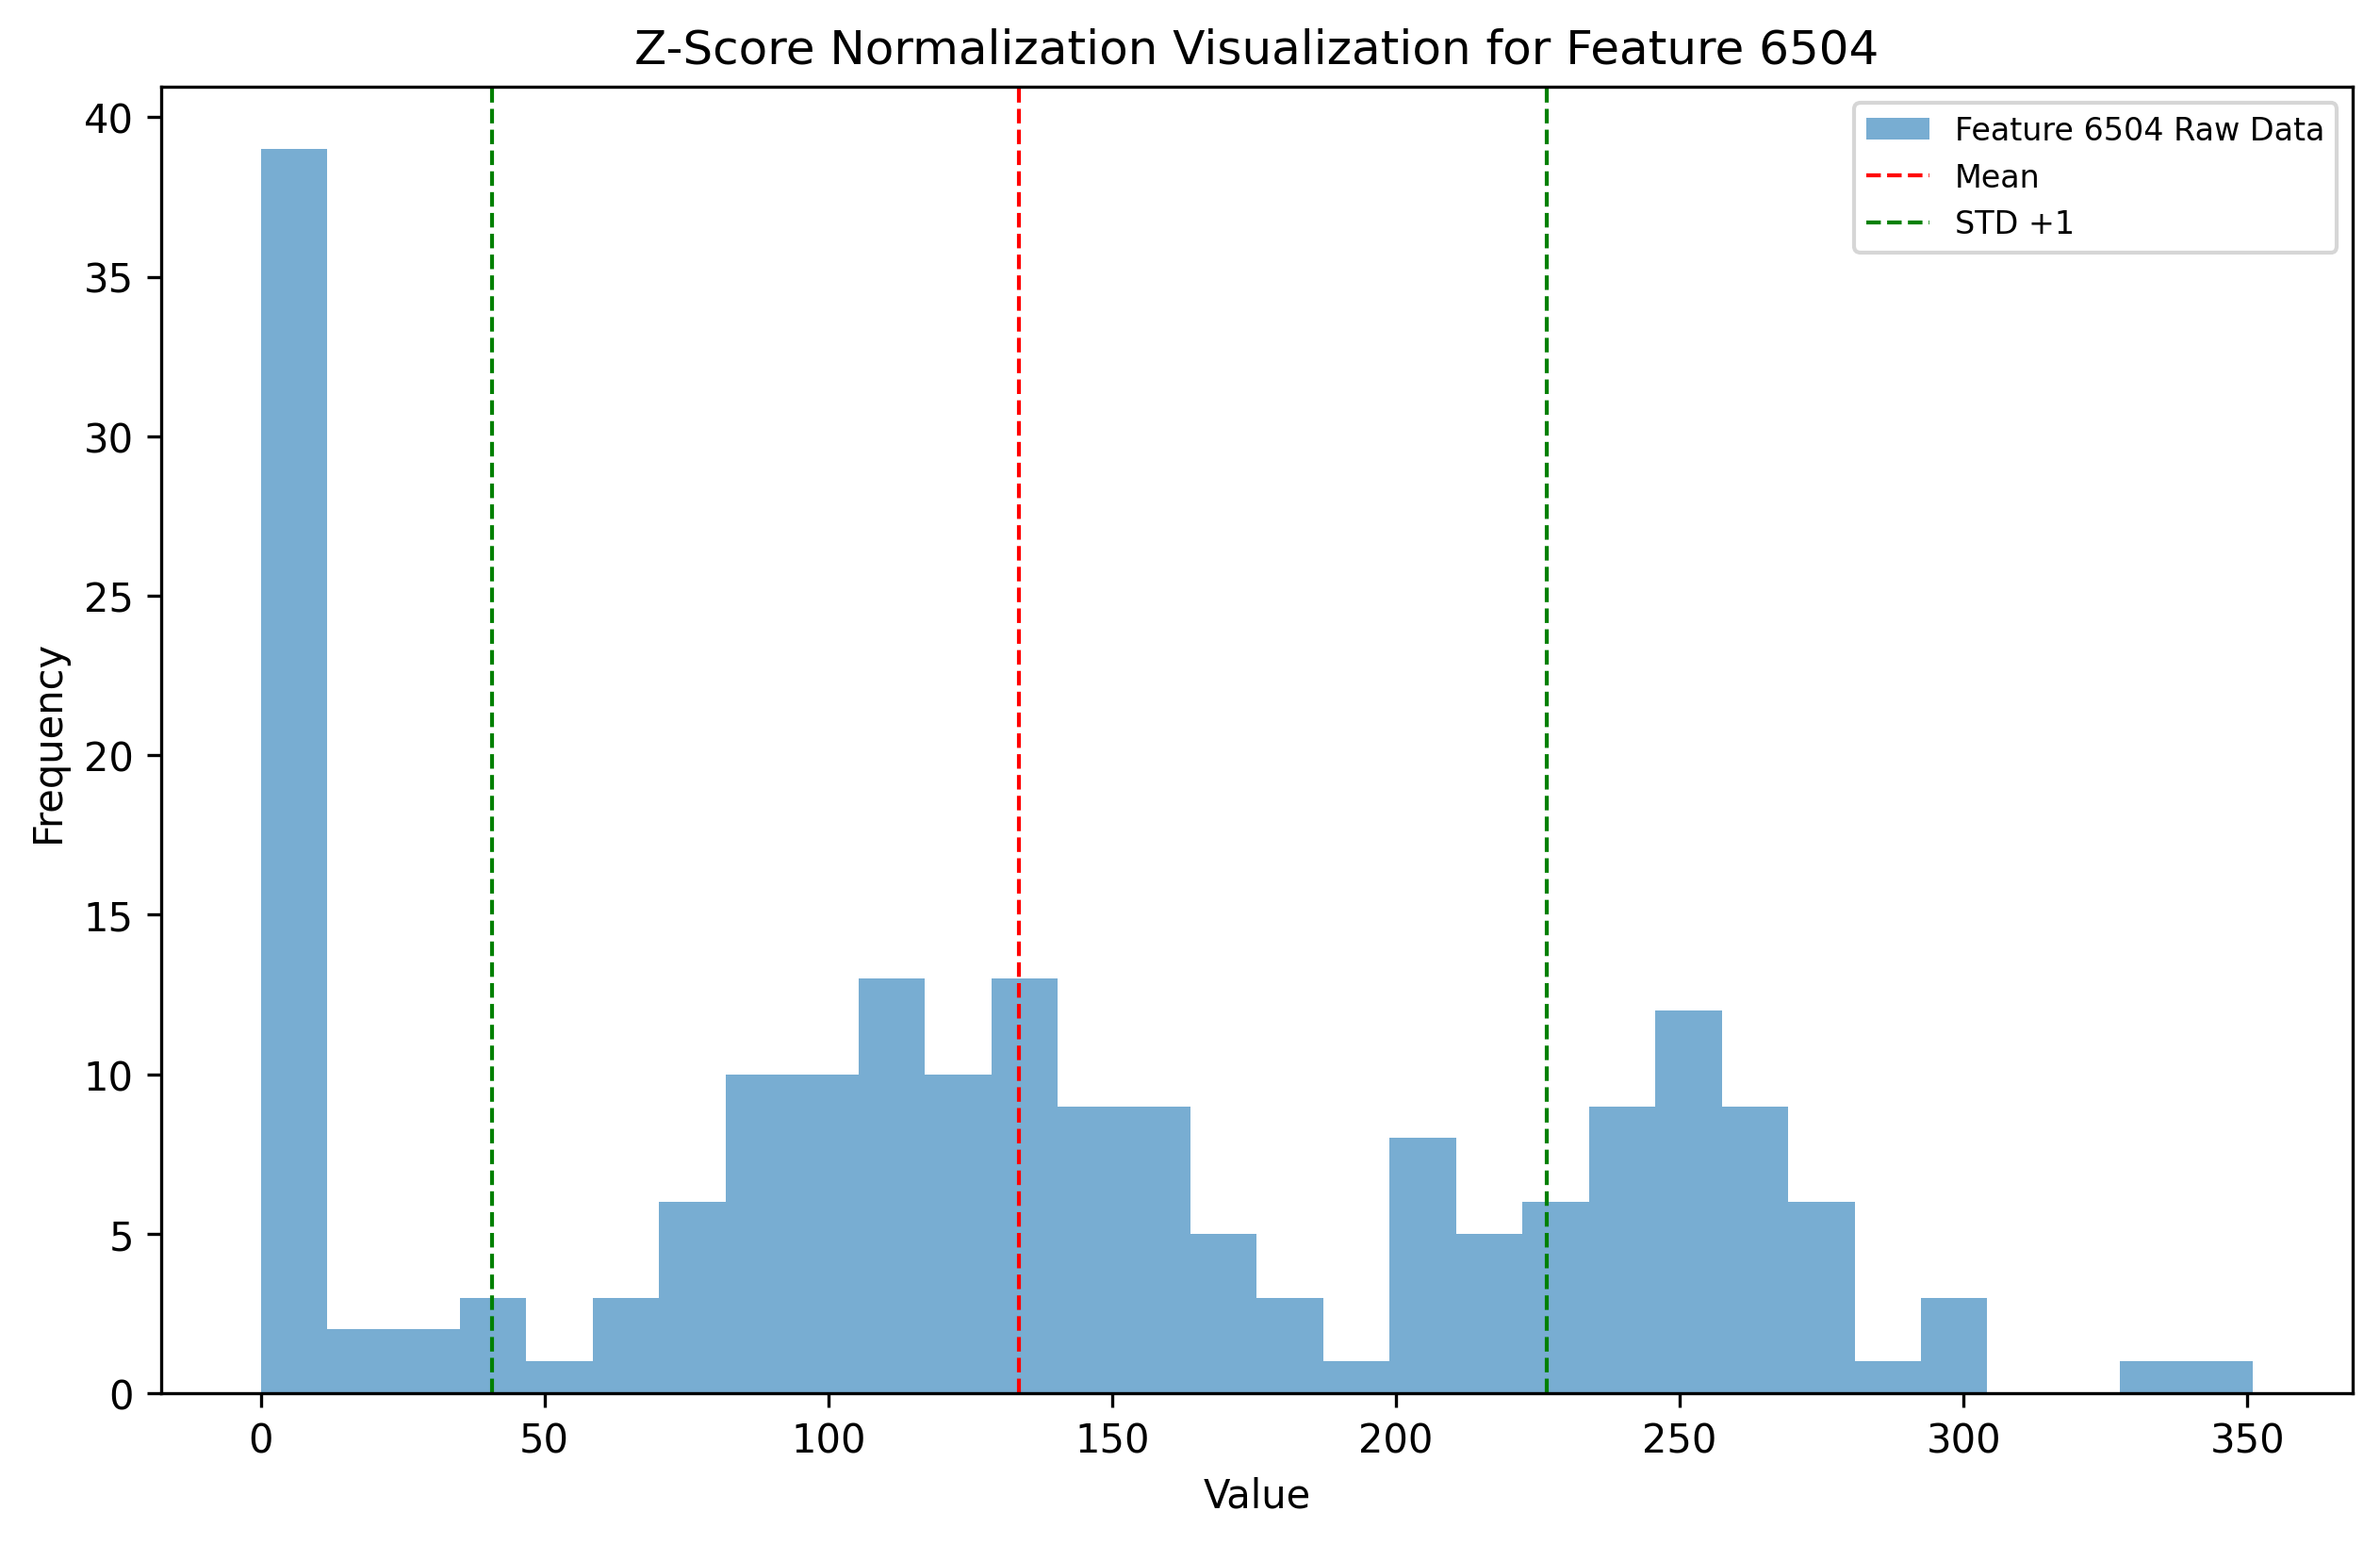 Z-Score Normalization Visualization for Feature 6504
Feature 6504 Raw Data
Mean
STD +1
40
35
30
25
20
15
10
5
0
Frequency
0 50 100 150 200 250 300 350
Value